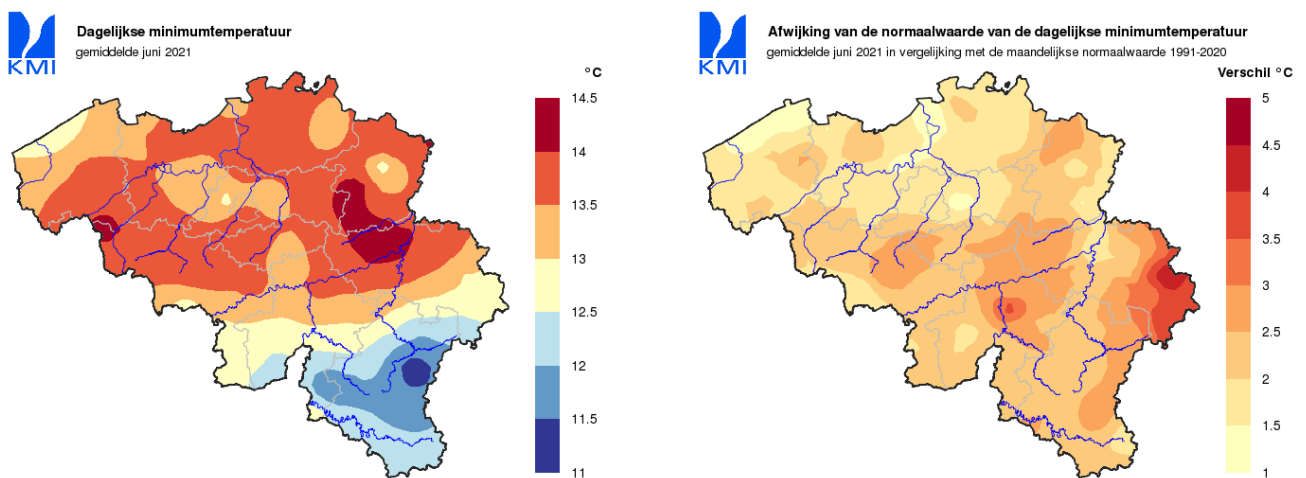 KMI
Dagelijkse minimumtemperatuur
gemiddelde juni 2021
°C
14.5
14
13.5
13
12.5
12
11.5
11
KMI
Afwijking van de normaalwaarde van de dagelijkse minimumtemperatuur
gemiddelde juni 2021 in vergelijking met de maandelijkse normaalwaarde 1991-2020
Verschil °C
5
4.5
4
3.5
3
2.5
2
1.5
1